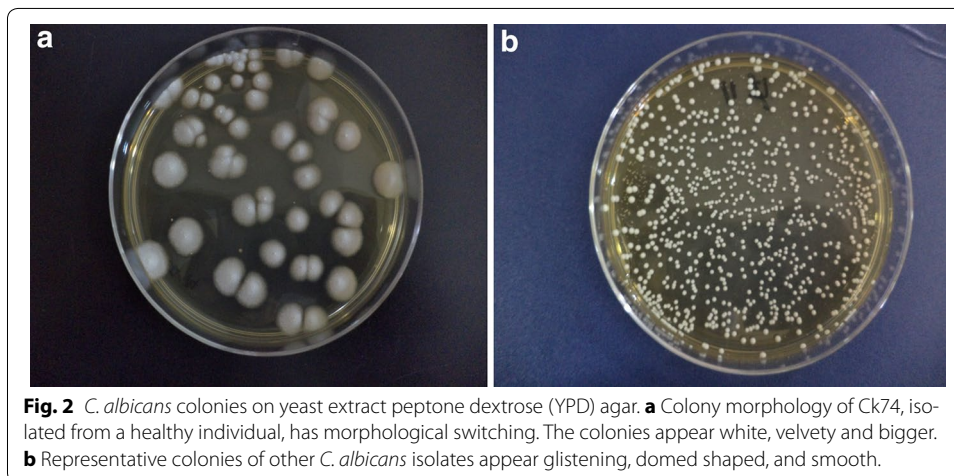 a
b
Fig. 2 C. albicans colonies on yeast extract peptone dextrose (YPD) agar. a Colony morphology of Ck74, iso-
lated from a healthy individual, has morphological switching. The colonies appear white, velvety and bigger.
b Representative colonies of other C. albicans isolates appear glistening, domed shaped, and smooth.